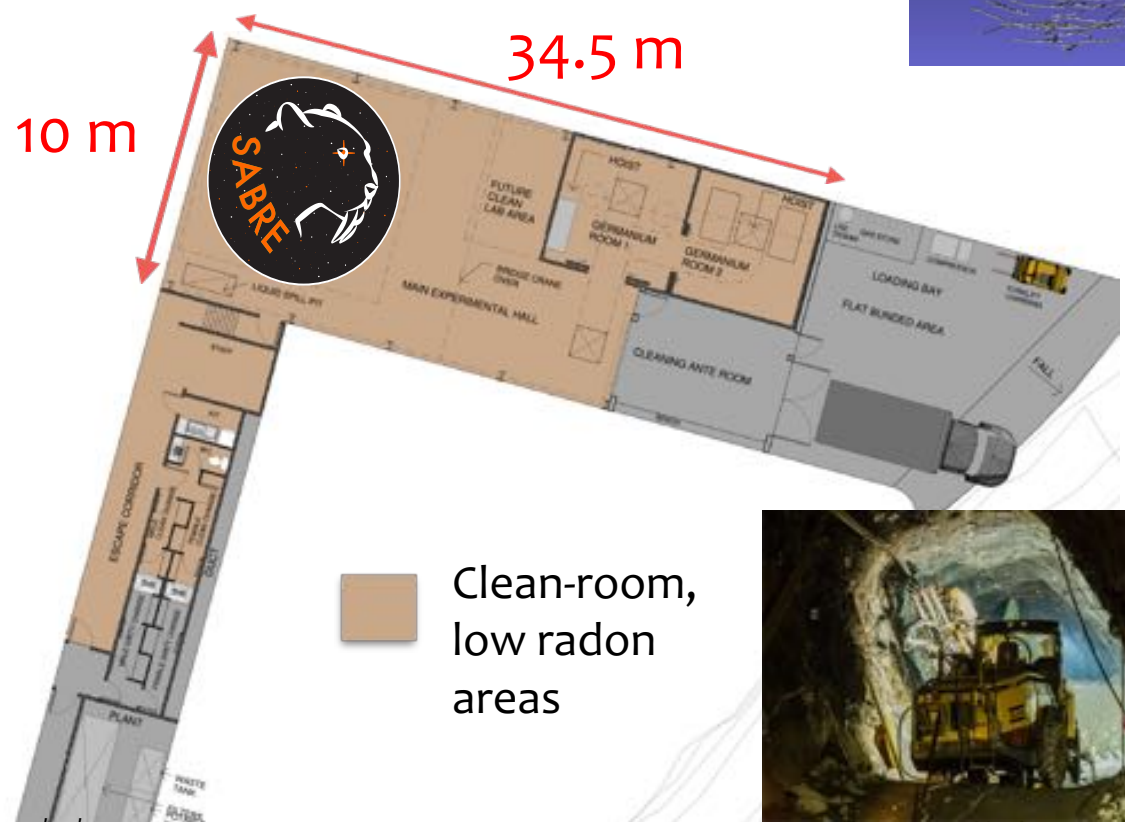 34.5 m
10 m
SABRE
HOIST
HOIST
FUTURE
CLEAN
LAB AREA
GERMANIUM
ROOM 1
GERMANIUM
ROOM 2
BRIDGE CRANE
OVER
MAIN EXPERIMENTAL HALL
LIQUID SPILL PIT
LOADING BAY
FLAT BUNDED AREA
CLEANING ANTE ROOM
FALL
ESCAPE CORRIDOR
DUCT
PLANT
WASTE
TANK
Clean-room,
low radon
areas